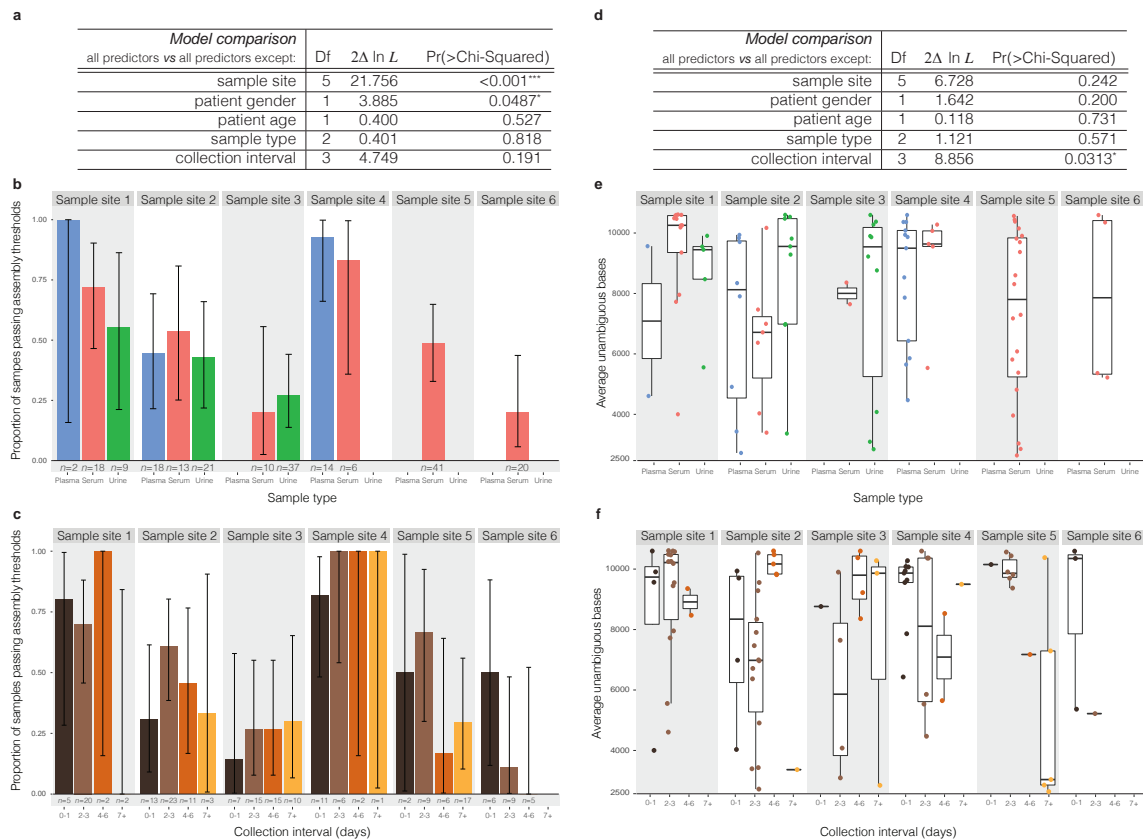 a
Model comparison
all predictors vs all predictors except: Df 2Δ ln L Pr(>Chi-Squared)
sample site 5 21.756 <0.001***
patient gender 1 3.885 0.0487*
patient age 1 0.400 0.527
sample type 2 0.401 0.818
collection interval 3 4.749 0.191
d
Model comparison
all predictors vs all predictors except: Df 2Δ ln L Pr(>Chi-Squared)
sample site 5 6.728 0.242
patient gender 1 1.642 0.200
patient age 1 0.118 0.731
sample type 2 1.121 0.571
collection interval 3 8.856 0.0313*
b
Sample site 1 Sample site 2 Sample site 3 Sample site 4 Sample site 5 Sample site 6
Proportion of sampes passing assembly thresholds
1.00
0.75
0.50
0.25
0.00
n=2 n=18 n=9 n=18 n=13 n=21 n=10 n=37 n=14 n=6 n=41 n=20
Plasma Serum Urine Plasma Serum Urine Plasma Serum Urine Plasma Serum Urine Plasma Serum Urine Plasma Serum Urine
Sample type
e
Sample site 1 Sample site 2 Sample site 3 Sample site 4 Sample site 5 Sample site 6
Average unambiguous bases
10000
8000
6000
4000
2500
Plasma Serum Urine Plasma Serum Urine Plasma Serum Urine Plasma Serum Urine Plasma Serum Urine Plasma Serum Urine
Sample type
c
Sample site 1 Sample site 2 Sample site 3 Sample site 4 Sample site 5 Sample site 6
Proportion of samples passing assembly thresholds
1.00
0.75
0.50
0.25
0.00
n=5 n=20 n=2 n=2 n=13 n=23 n=11 n=3 n=7 n=15 n=15 n=10 n=11 n=6 n=2 n=1 n=2 n=9 n=6 n=17 n=6 n=9 n=5
0-1 2-3 4-6 7+ 0-1 2-3 4-6 7+ 0-1 2-3 4-6 7+ 0-1 2-3 4-6 7+ 0-1 2-3 4-6 7+ 0-1 2-3 4-6 7+
Collection interval (days)
f
Sample site 1 Sample site 2 Sample site 3 Sample site 4 Sample site 5 Sample site 6
Average unambiguous bases
10000
8000
6000
4000
2500
0-1 2-3 4-6 7+ 0-1 2-3 4-6 7+ 0-1 2-3 4-6 7+ 0-1 2-3 4-6 7+ 0-1 2-3 4-6 7+ 0-1 2-3 4-6 7+
Collection interval (days)